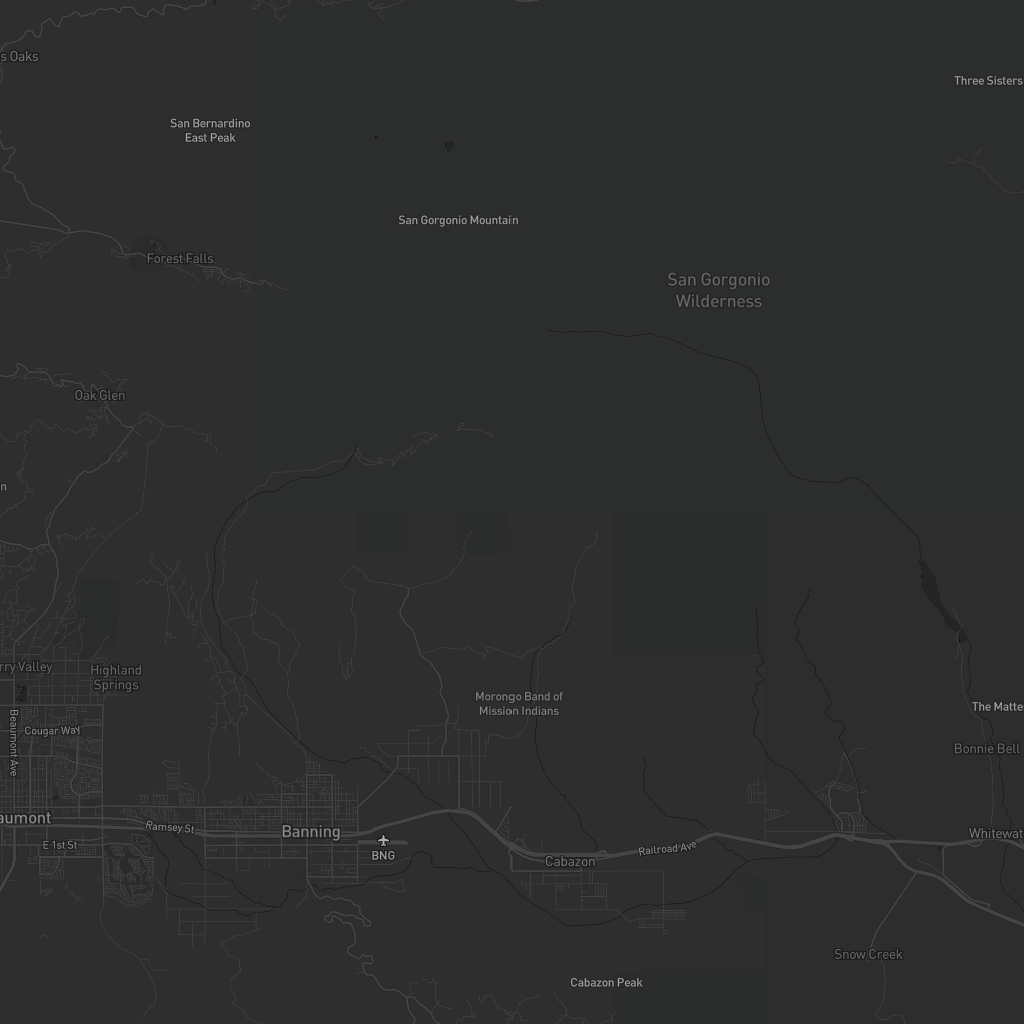 s Oaks
Three Sisters
San Bernardino
East Peak
San Gorgonio Mountain
Forest Falls
San Gorgonio
Wilderness
Oak Glen
n
rry Valley
Highland
Springs
Morongo Band of
Mission Indians
The Matte
Beaumont Ave
Cougar Way
Bonnie Bell
aumont
Ramsey St
Banning
Whitewat
E 1st St
BNG
Cabazon
Railroad Ave
Snow Creek
Cabazon Peak